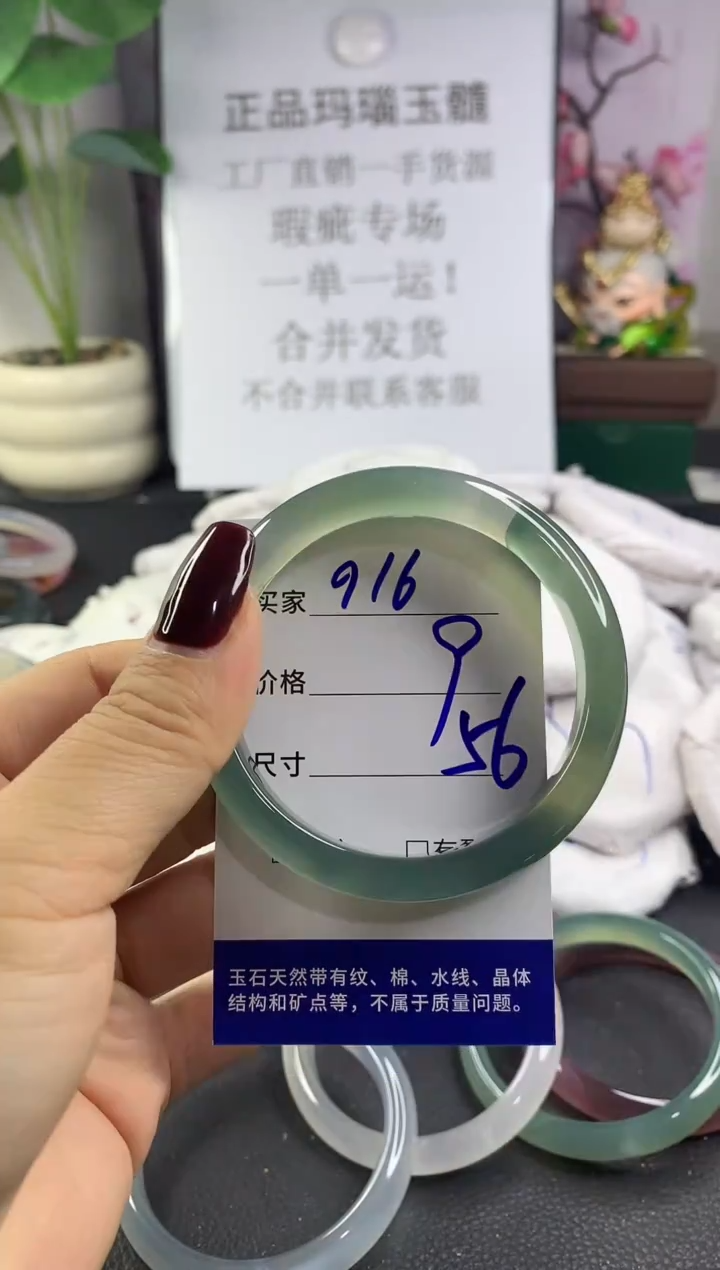 正品玛瑙玉髓
工厂直销一手货源
瑕疵专场
一单一运！
合并发货
不合并联系客服
买家 916
价格
尺寸 56
玉石天然带有纹、棉、水线、晶体
结构和矿点等，不属于质量问题。